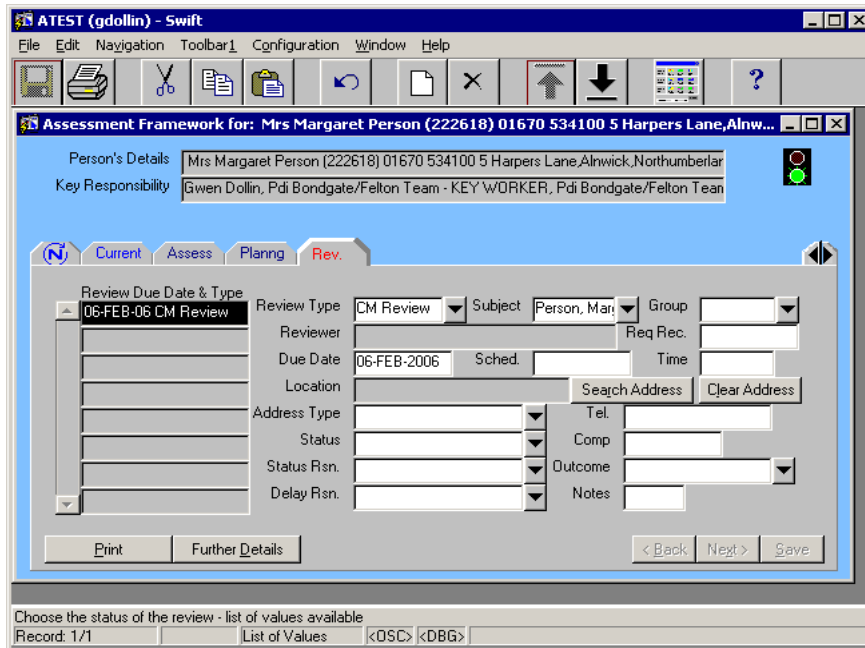 ATEST (gdollin) - Swift
File Edit Navigation Toolbar1 Configuration Window Help
?
Assessment Framework for: Mrs Margaret Person (222618) 01670 534100 5 Harpers Lane,Alnw...
Person's Details Mrs Margaret Person (222618) 01670 534100 5 Harpers Lane,Alnwick,Northumberlar
Key Responsibility Gwen Dollin, Pdi Bondgate/Felton Team - KEY WORKER, Pdi Bondgate/Felton Tean
N Current Assess Planng Rev.
Review Due Date & Type
06-FEB-06 CM Review
Review Type CM Review Subject Person, Marg Group
Reviewer Req Rec.
Due Date 06-FEB-2006 Sched. Time
Location Search Address Clear Address
Address Type Tel.
Status Comp
Status Rsn. Outcome
Delay Rsn. Notes
Print Further Details < Back Next > Save
Choose the status of the review - list of values available
Record: 1/1 List of Values <OSC> <DBG>